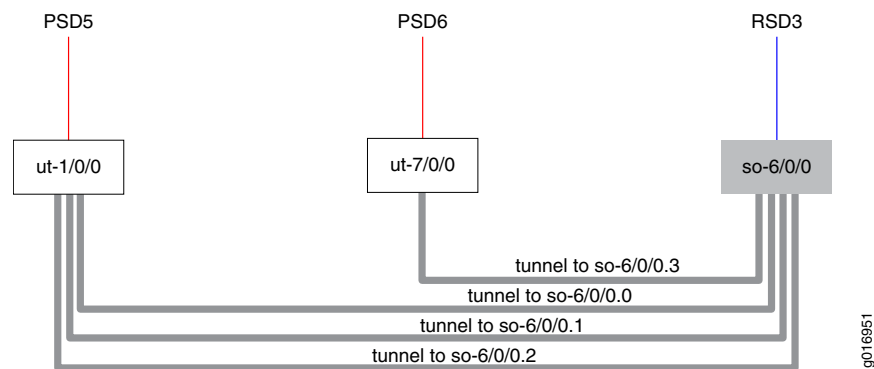 PSD5
PSD6
RSD3
ut-1/0/0
ut-7/0/0
so-6/0/0
tunnel to so-6/0/0.3
tunnel to so-6/0/0.0
tunnel to so-6/0/0.1
tunnel to so-6/0/0.2
g016951